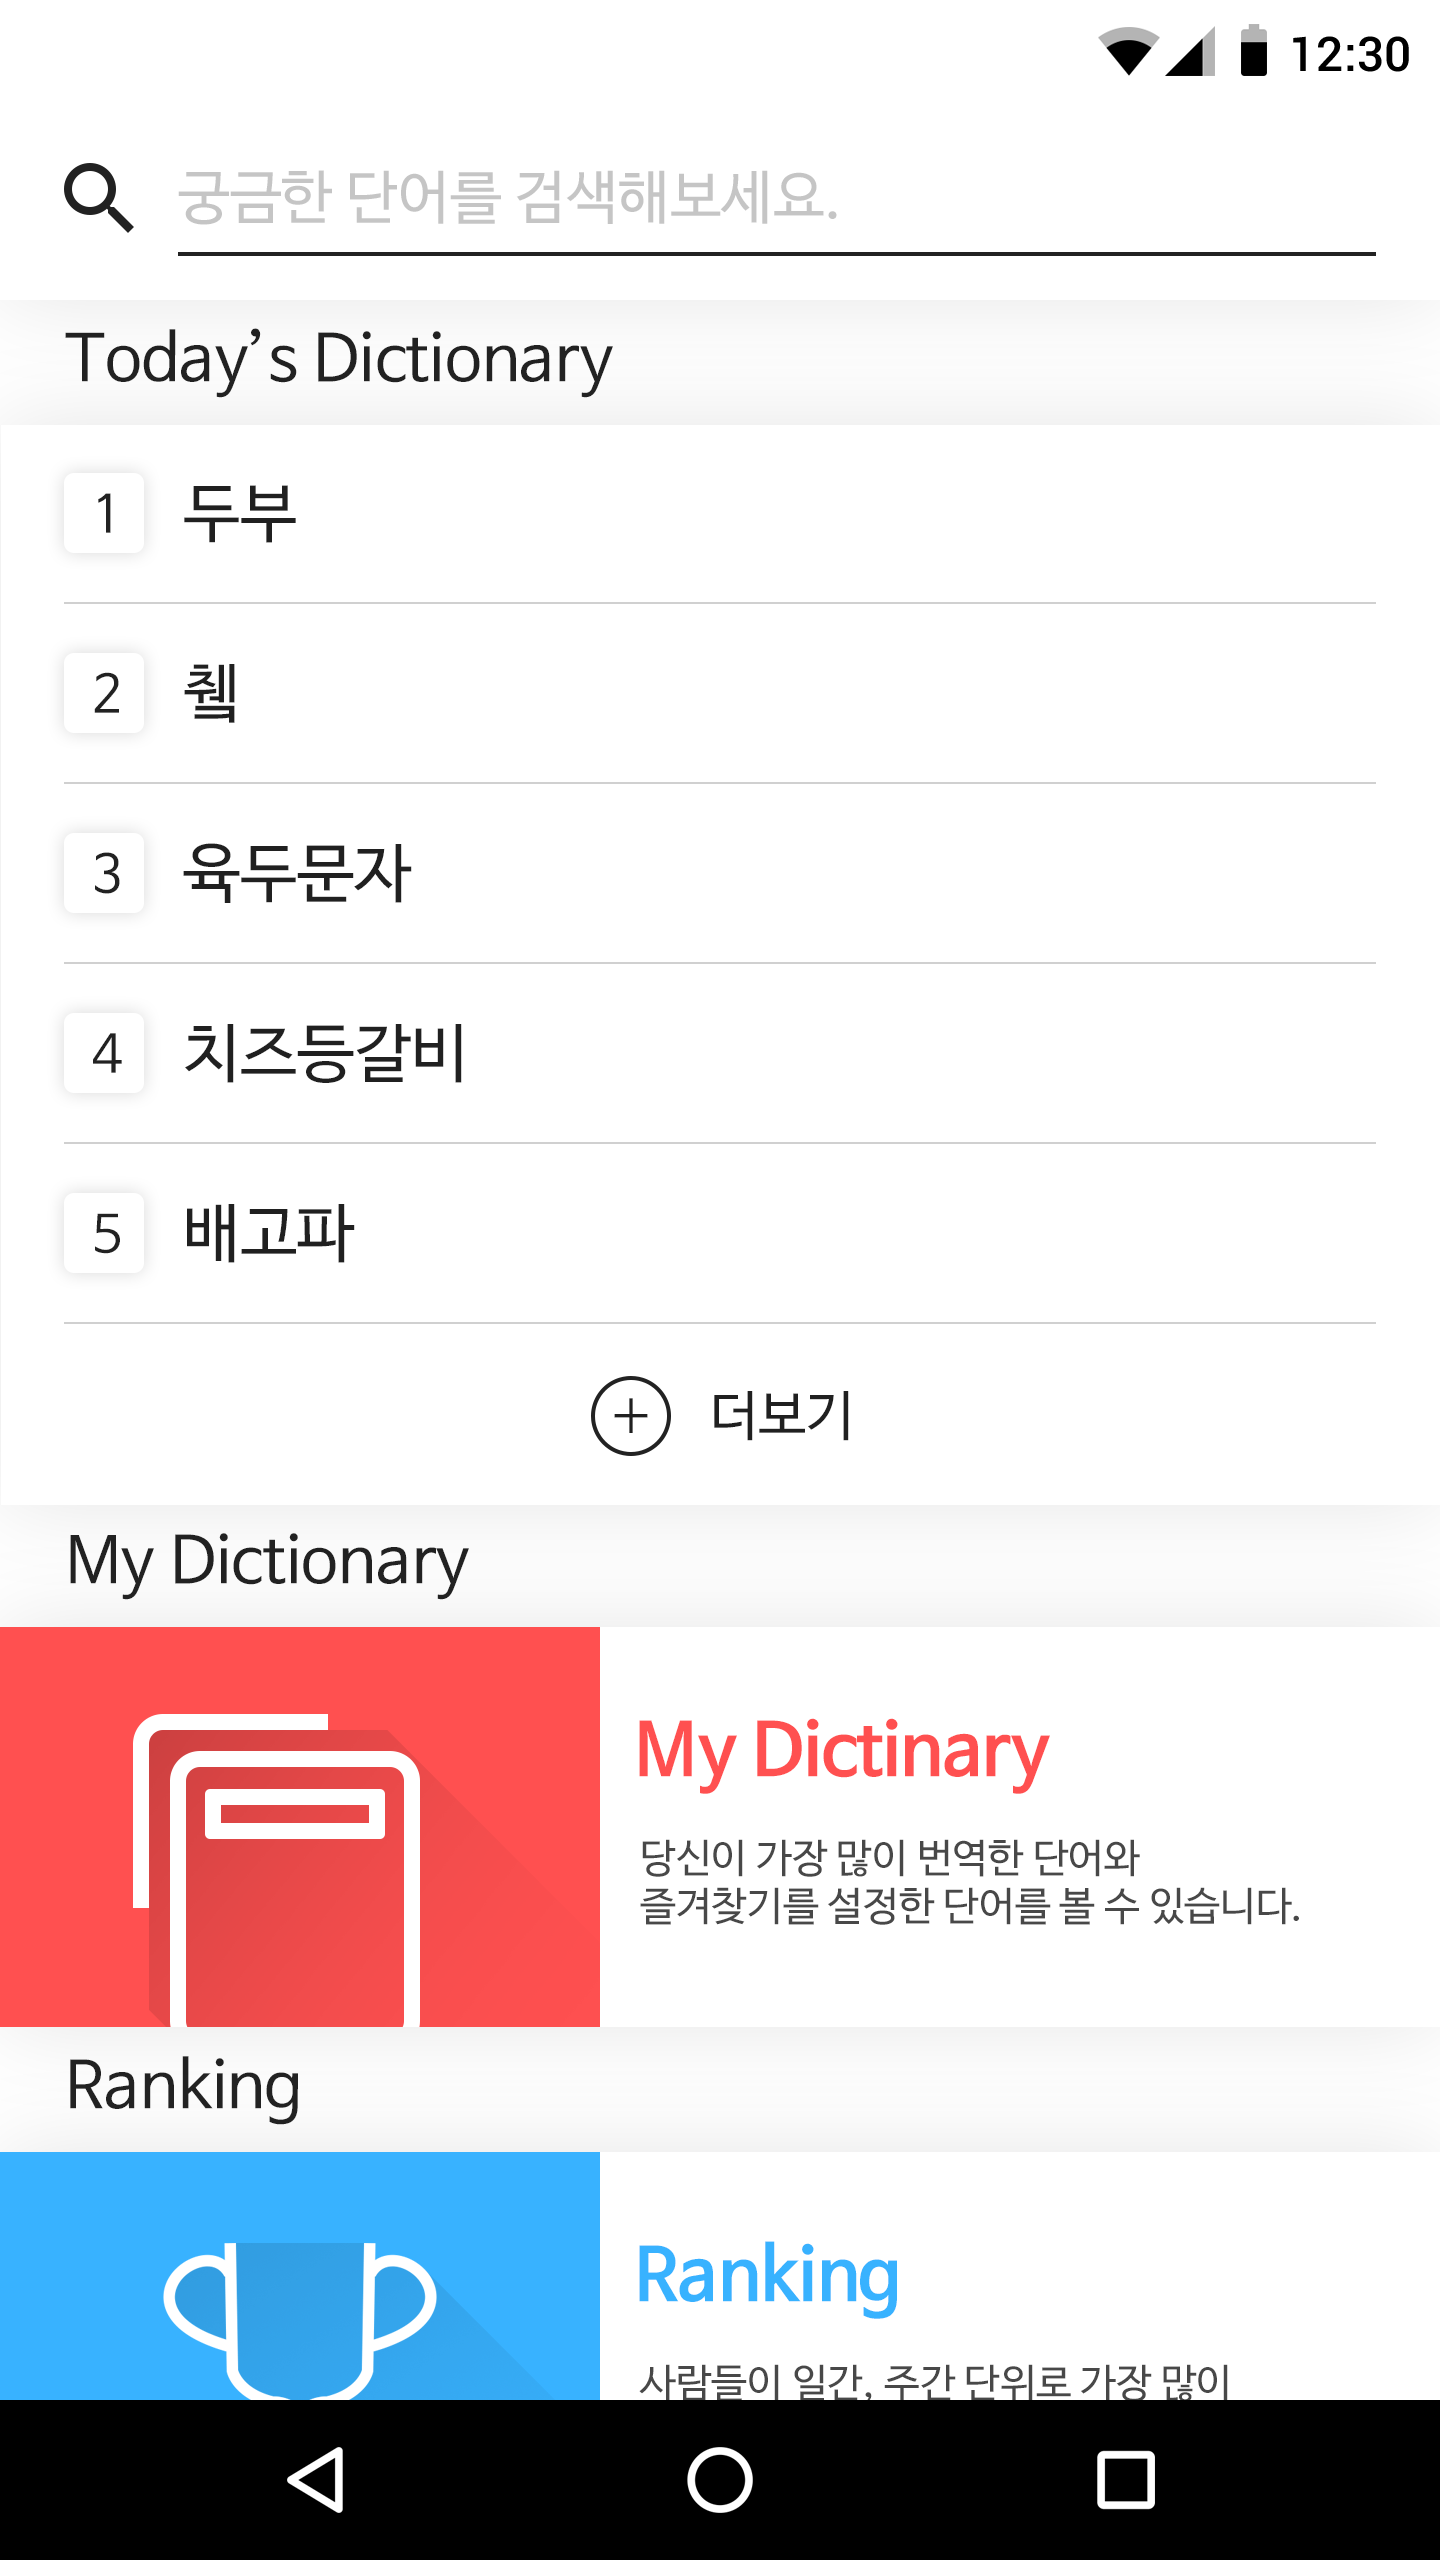 12:30
궁금한 단어를 검색해보세요.
Today’s Dictionary
1 두부
2
3 육두문자
4 치즈등갈비
5 배고파
더보기
My Dictionary
My Dictinary
당신이 가장 많이 번역한 단어와
즐겨찾기를 설정한 단어를 볼 수 있습니다.
Ranking
Ranking
사람들이 일간, 주간 단위로 가장 많이